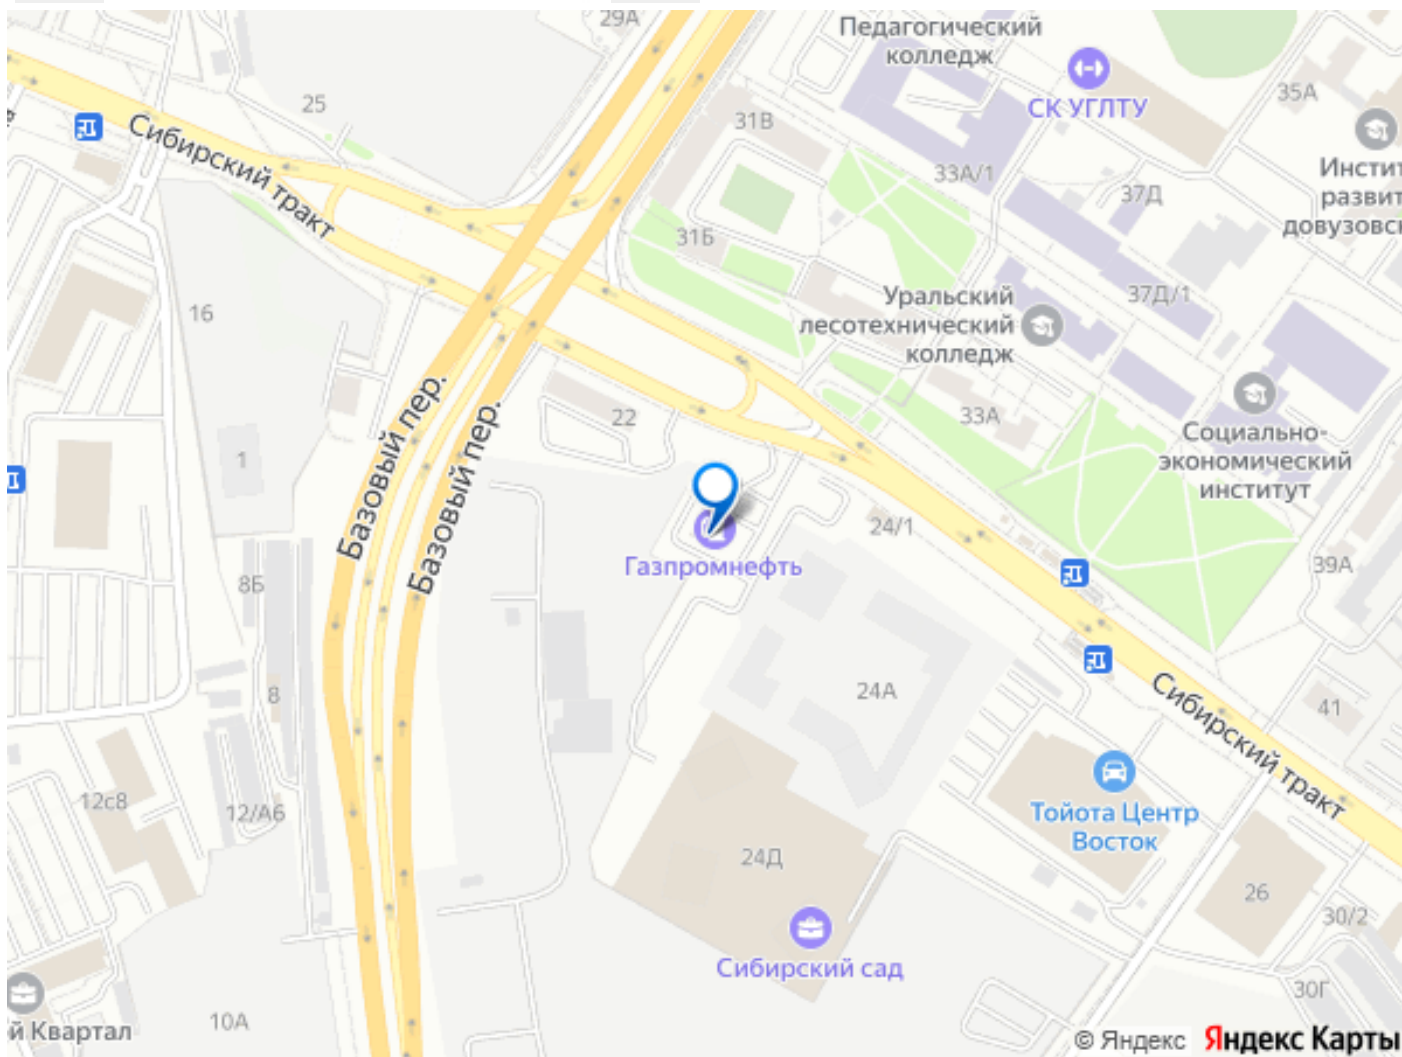 29А
Педагогический
колледж
СК УГЛТУ
25
31В
35А
Сибирский тракт
33А/1
37Д
Инстит
развит
довузовс
31Б
16
37Д/1
Уральский
лесотехнический
колледж
22
33А
Базовый пер.
Базовый пер.
1
Социально-
экономический
институт
24/1
Газпромнефть
39А
8Б
8
24А
41
Сибирский тракт
12с8
12/А6
Тойота Центр
Восток
24Д
26
30/2
Сибирский сад
30Г
й Квартал
10А
© Яндекс Яндекс Карты